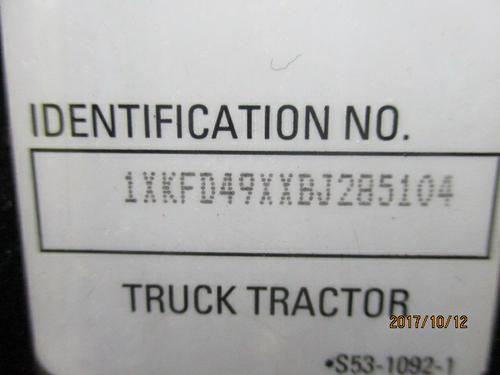 IDENTIFICATION NO.
1XKFD49XXBJ285104
TRUCK TRACTOR
2017/10/12
•S53-1092-1